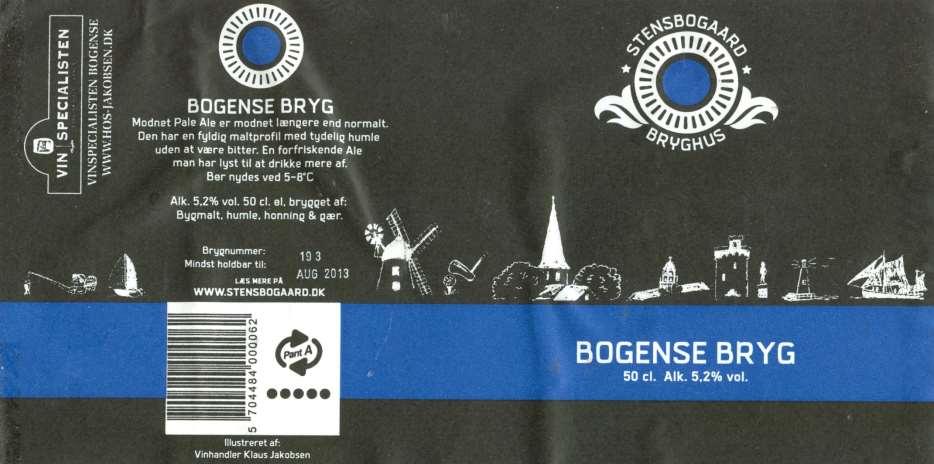 VIN | SPECIALISTEN
VINSPECIALISTEN BOGENSE
WWW.HOS-JAKOBSEN.DK
BOGENSE BRYG
Modnet Pale Ale er modnet længere end normalt.
Den har en fyldig maltprofil med tydelig humle
uden at være bitter. En forfriskende Ale
man har lyst til at drikke mere af.
Bør nydes ved 5-8°C
Alk. 5,2% vol. 50 cl. øl, brygget af:
Bygmalt, humle, honning & gær.
Brygnummer: 193
Mindst holdbar til: AUG 2013
LÆS MERE PÅ
WWW.STENSBOGAARD.DK
5 704484 000062
Pant A
Illustreret af:
Vinhandler Klaus Jakobsen
STENSBOGAARD
BRYGHUS
BOGENSE BRYG
50 cl. Alk. 5,2% vol.